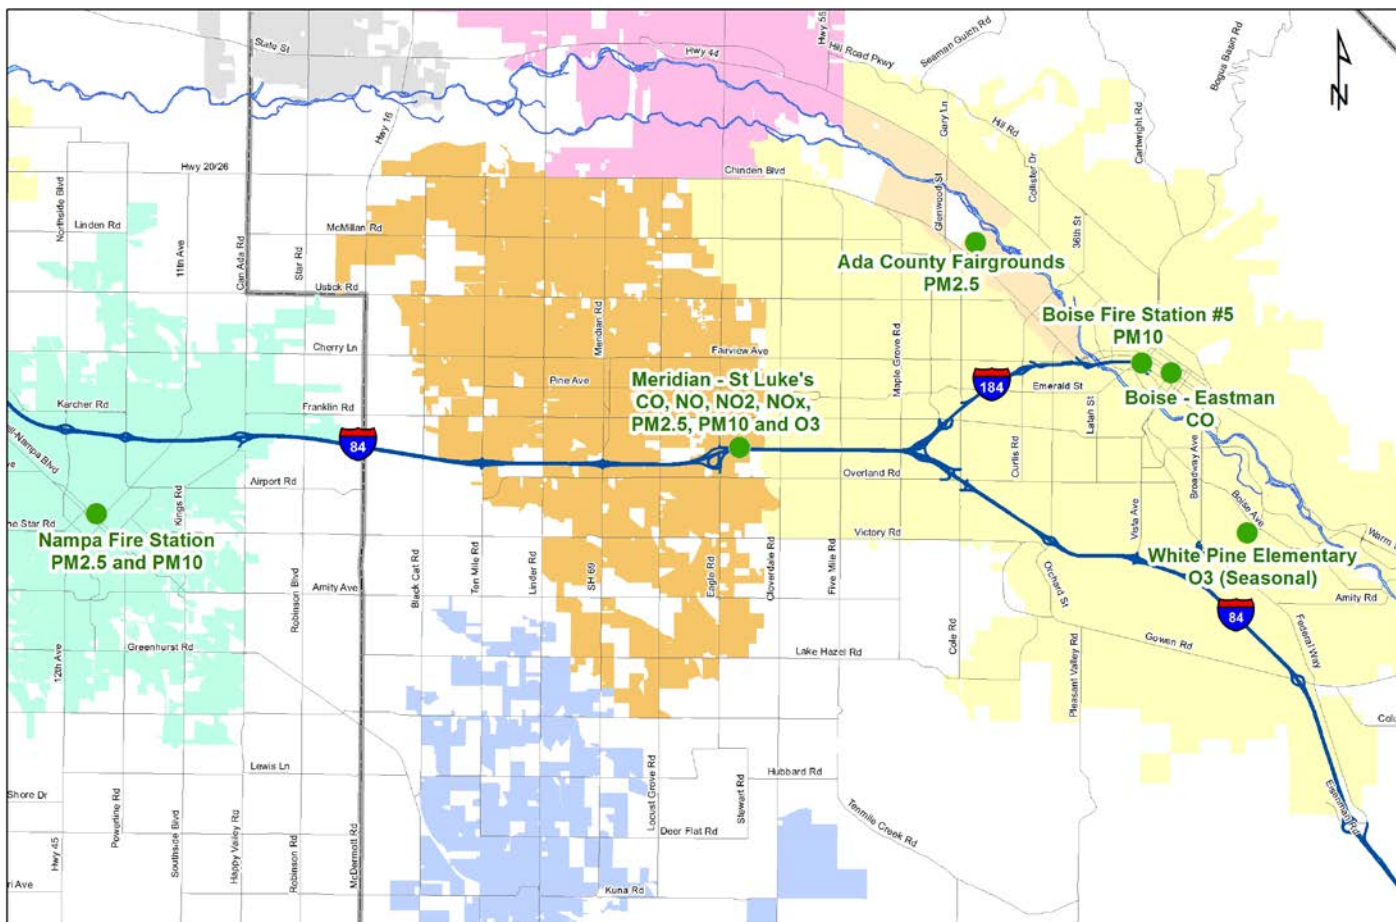 State St
Hwy 16
Hwy 44
Hwy 55
Hill Road Pkwy
Seaman Gulch Rd
Bogus Basin Rd
Cartwright Rd
N
Gary Ln
Hill Rd
Collister Dr
Glenwood St
36th St
Hwy 20/26
Chinden Blvd
Northside Blvd
Linden Rd
11th Ave
Can Ada Rd
Star Rd
McMillan Rd
Ustick Rd
Ada County Fairgrounds
PM2.5
Boise Fire Station #5
PM10
Cherry Ln
Meridian Rd
Fairview Ave
Maple Grove Rd
Pine Ave
Meridian - St Luke's
CO, NO, NO2, NOx,
PM2.5, PM10 and O3
184
Emerald St
Latah St
Boise - Eastman
CO
Karcher Rd
Franklin Rd
84
Curtis Rd
Broadway Ave
Overland Rd
Airport Rd
Kings Rd
Nampa Fire Station
PM2.5 and PM10
Victory Rd
Vista Ave
Boise Ave
White Pine Elementary
O3 (Seasonal)
Amity Rd
Robinson Blvd
Amity Ave
Black Cat Rd
Ten Mile Rd
Linder Rd
SH 69
Eagle Rd
Cloverdale Rd
Five Mile Rd
Orchard St
84
Federal Way
Gowen Rd
Cole Rd
Pleasant Valley Rd
12th Ave
Greenhurst Rd
Lake Hazel Rd
Lewis Ln
Hubbard Rd
Locust Grove Rd
Stewart Rd
Shore Dr
Powerline Rd
Southside Blvd
Happy Valley Rd
Robinson Rd
McDermott Rd
Hwy 45
Deer Flat Rd
Tenmile Creek Rd
Eisenman Rd
Kuna Rd